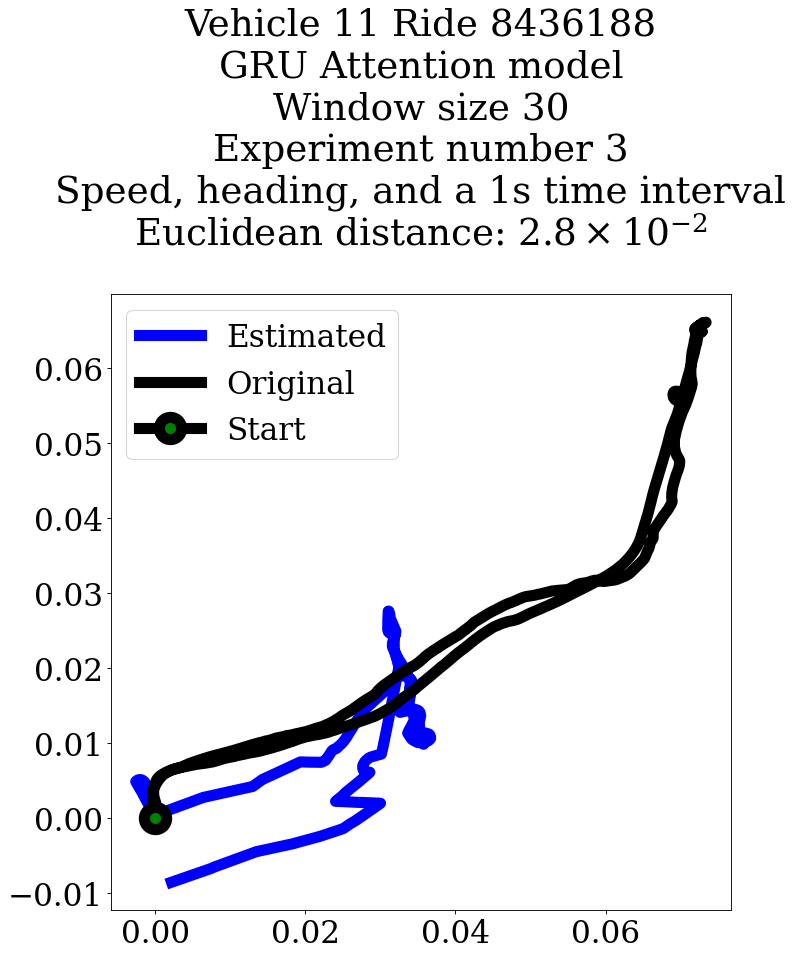 Vehicle 11 Ride 8436188
GRU Attention model
Window size 30
Experiment number 3
Speed, heading, and a 1s time interval
Euclidean distance: 2.8 × 10⁻²
Estimated
Original
Start
0.06
0.05
0.04
0.03
0.02
0.01
0.00
−0.01
0.00 0.02 0.04 0.06